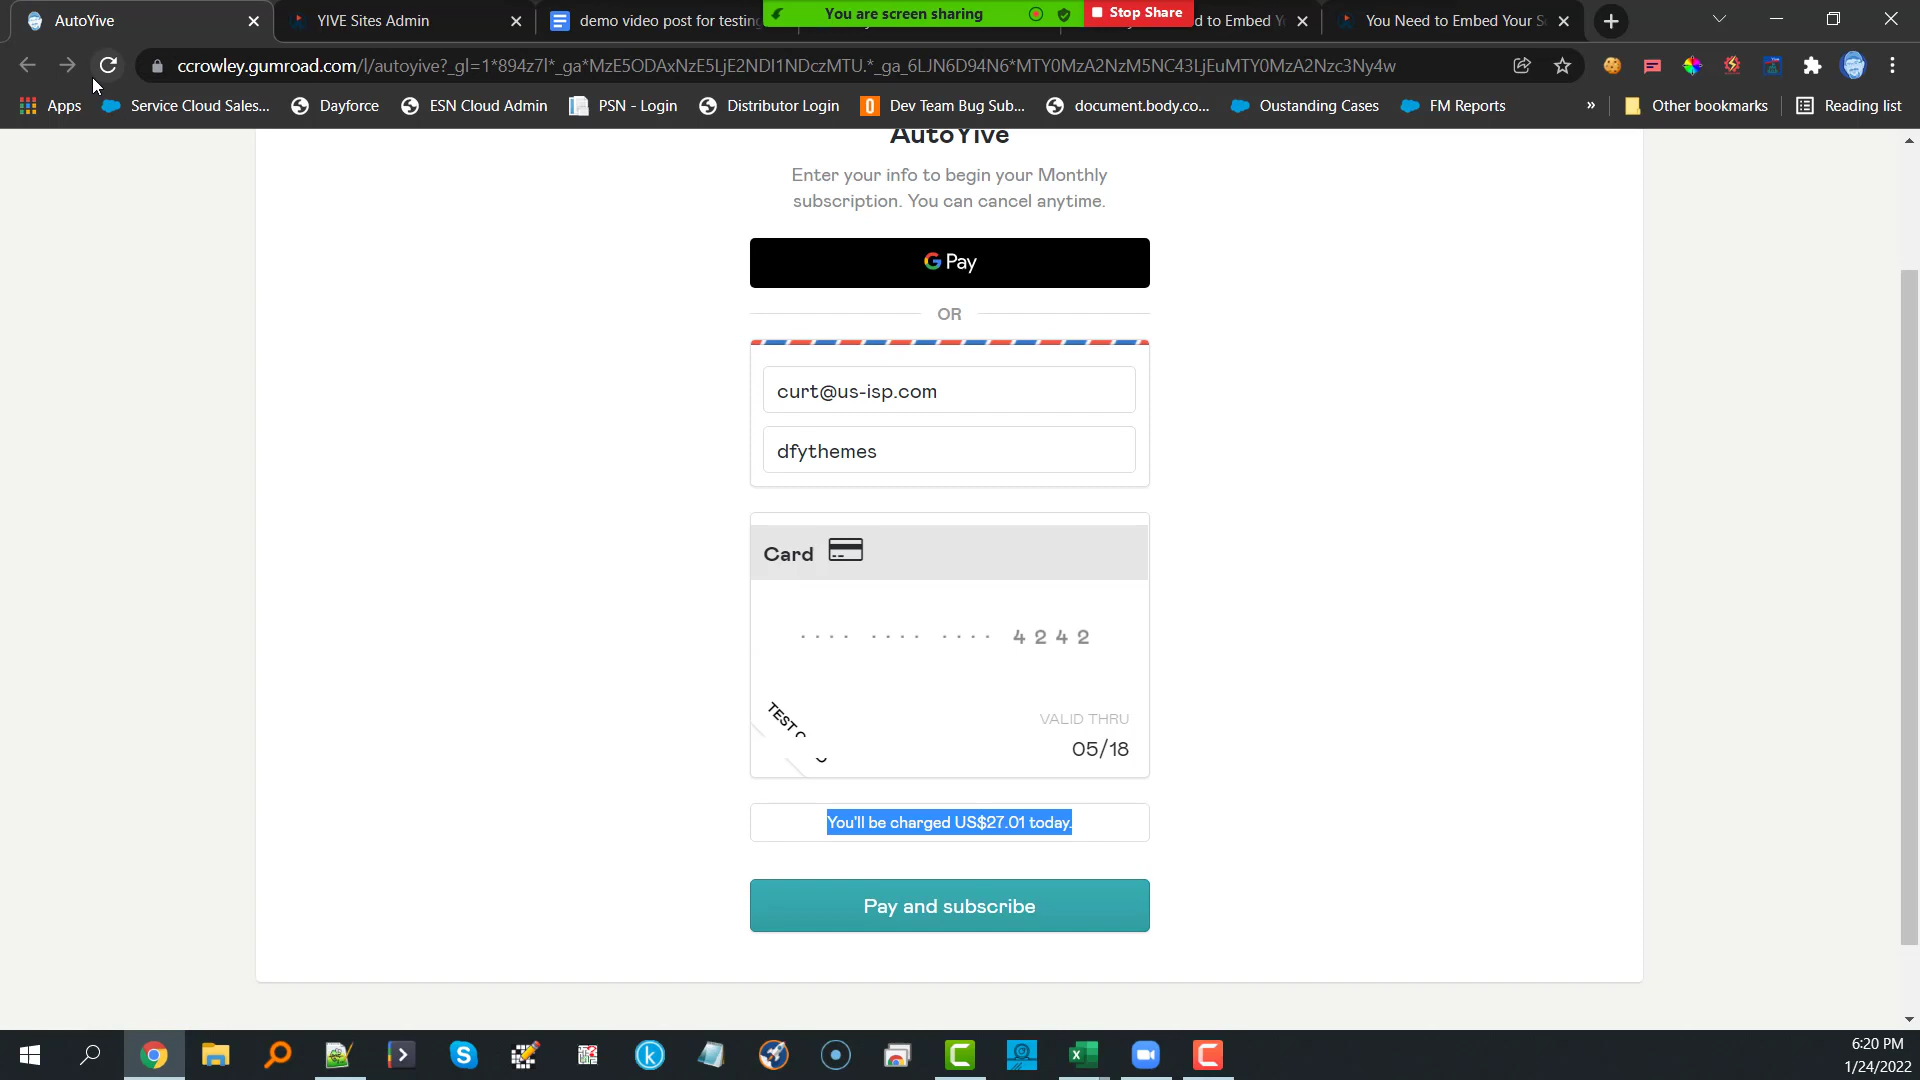 AutoYive
YIVE Sites Admin
demo video post for testin
You are screen sharing
Stop Share
d to Embed Y
You Need to Embed Your S
ccrowley.gumroad.com/l/autoyive?_gl=1*894z7l*_ga*MzE5ODAxNzE5LjE2NDI1NDczMTU.*_ga_6LJN6D94N6*MTY0MzA2NzM5NC43LjEuMTY0MzA2Nzc3Ny4w
Apps
Service Cloud Sales...
Dayforce
ESN Cloud Admin
PSN - Login
Distributor Login
Dev Team Bug Sub...
document.body.co...
Oustanding Cases
FM Reports
»
Other bookmarks
Reading list
AutoYive
Enter your info to begin your Monthly
subscription. You can cancel anytime.
G Pay
OR
curt@us-isp.com
dfythemes
Card
···· ···· ···· 4242
TEST
VALID THRU
05/18
You'll be charged US$27.01 today.
Pay and subscribe
6:20 PM
1/24/2022